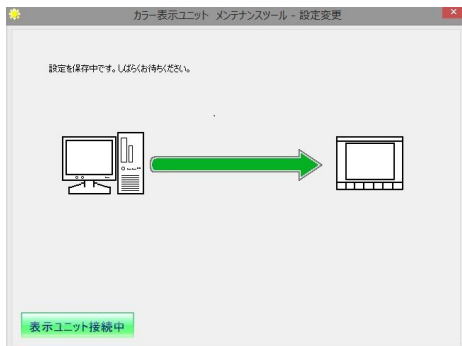 カラー表示ユニット メンテナンスツール - 設定変更
設定を保存中です。しばらくお待ちください。
表示ユニット接続中